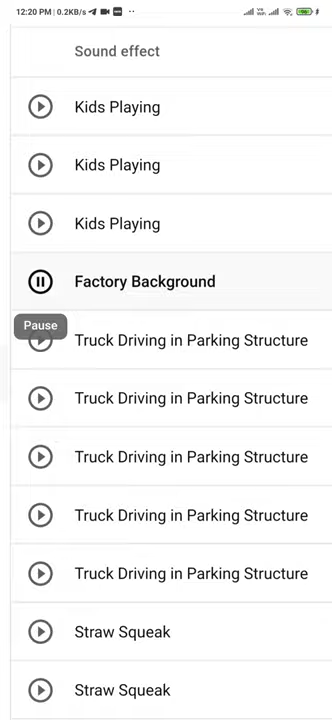 12:20 PM | 0.2KB/s
Sound effect
Kids Playing
Kids Playing
Kids Playing
Factory Background
Pause
Truck Driving in Parking Structure
Truck Driving in Parking Structure
Truck Driving in Parking Structure
Truck Driving in Parking Structure
Truck Driving in Parking Structure
Straw Squeak
Straw Squeak